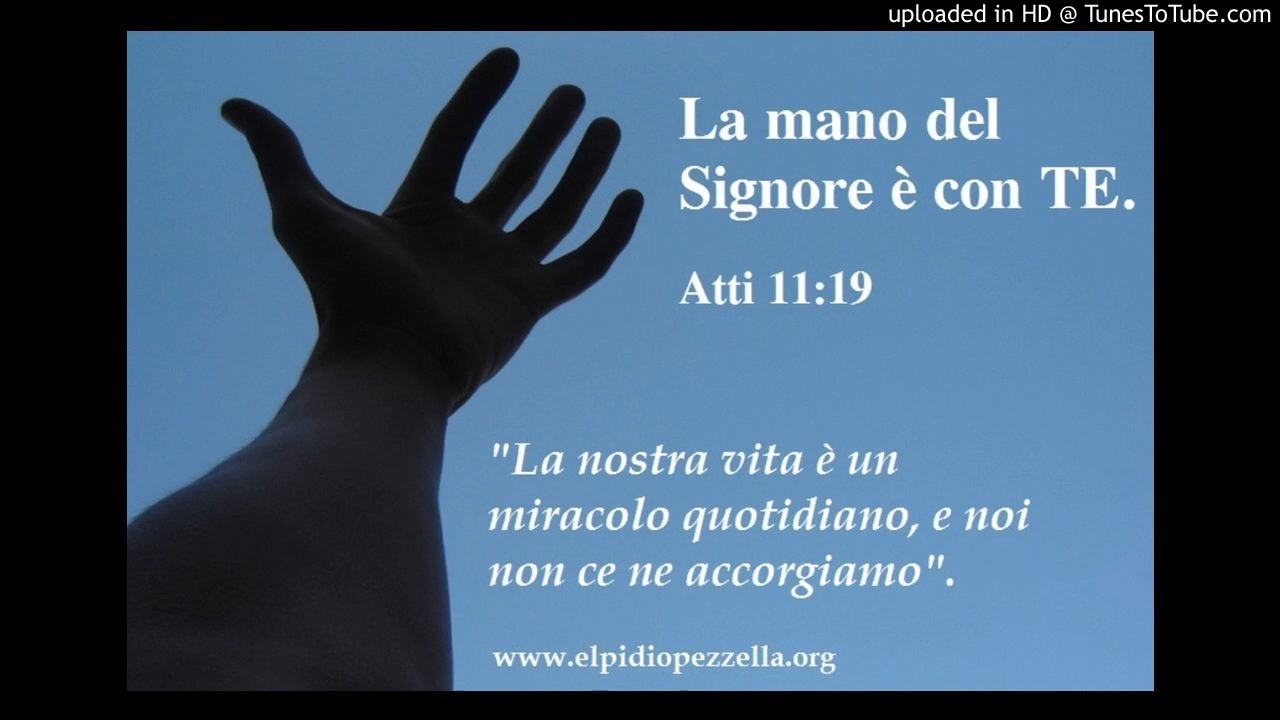 uploaded in HD @ TunesToTube.com
La mano del
Signore è con TE.
Atti 11:19
"La nostra vita è un
miracolo quotidiano, e noi
non ce ne accorgiamo".
www.elpidiopezzella.org